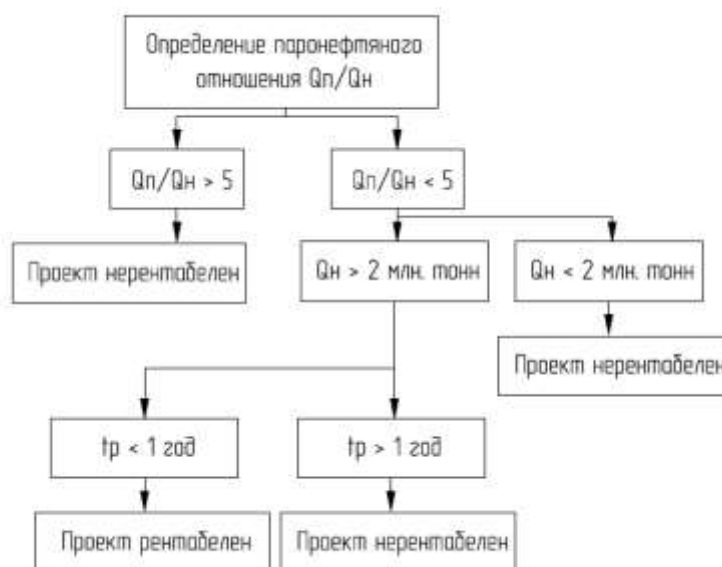 Определение паронефтяного
отношения Qп/Qн
Qп/Qн > 5
Qп/Qн < 5
Проект нерентабелен
Qн > 2 млн. тонн
Qн < 2 млн. тонн
Проект нерентабелен
tр < 1 год
tр > 1 год
Проект рентабелен
Проект нерентабелен